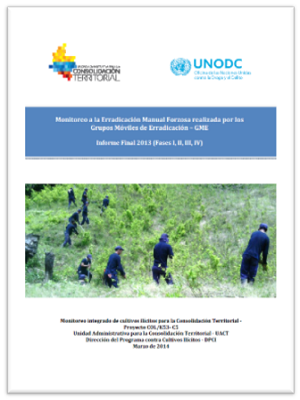 CONSOLIDACIÓN
TERRITORIAL
UNODC
Oficina de las Naciones Unidas
contra la Droga y el Delito
Monitoreo a la Erradicación Manual Forzosa realizada por los
Grupos Móviles de Erradicación – GME
Informe Final 2013 (Fases I, II, III, IV)
Monitoreo integrado de cultivos ilícitos para la Consolidación Territorial -
Proyecto COL/K53- C3
Unidad Administrativa para la Consolidación Territorial - UACT
Dirección del Programa contra Cultivos Ilícitos - DPCI
Marzo de 2014